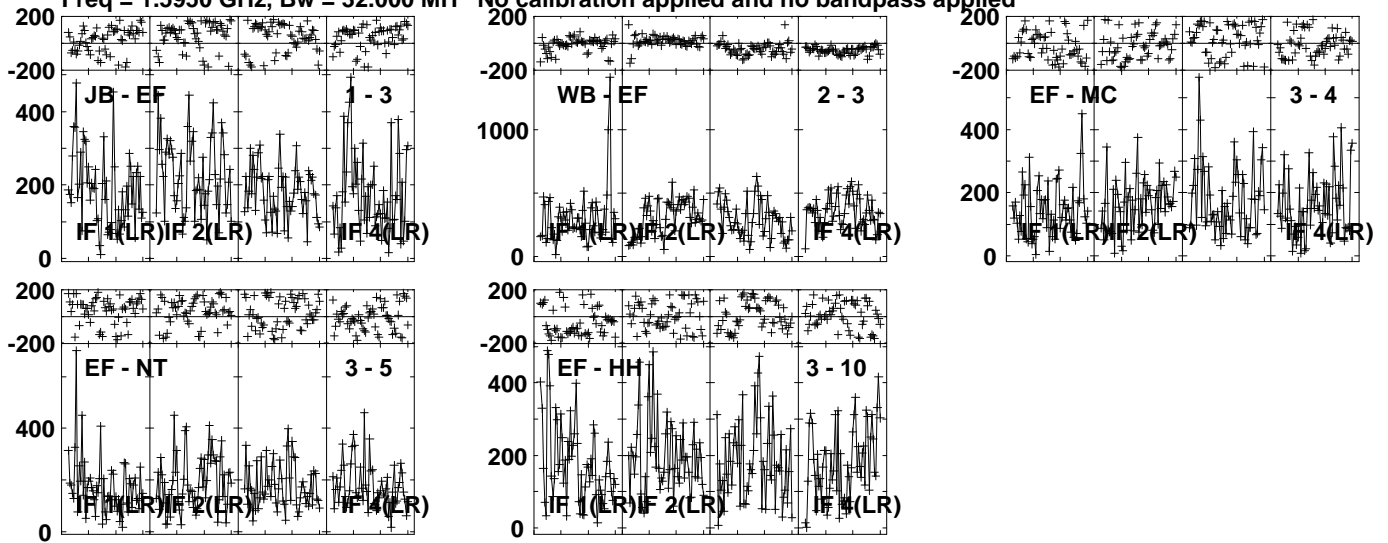 Freq = 1.5950 GHz, Bw = 32.000 MH No calibration applied and no bandpass applied
200
-200
JB - EF 1 - 3
400
200
0
IF 1(LR) IF 2(LR) IF 4(LR)
200
-200
WB - EF 2 - 3
1000
0
IF 1(LR) IF 2(LR) IF 4(LR)
200
-200
EF - MC 3 - 4
400
200
0
IF 1(LR) IF 2(LR) IF 4(LR)
200
-200
EF - NT 3 - 5
400
0
IF 1(LR) IF 2(LR) IF 4(LR)
200
-200
EF - HH 3 - 10
400
200
0
IF 1(LR) IF 2(LR) IF 4(LR)